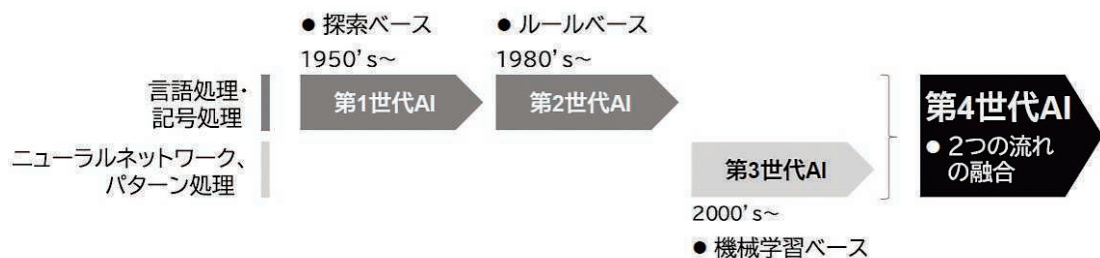 ● 探索ベース
1950's～
● ルールベース
1980's～
言語処理・
記号処理
第1世代AI
第2世代AI
第4世代AI
● 2つの流れ
の融合
ニューラルネットワーク、
パターン処理
第3世代AI
2000's～
● 機械学習ベース